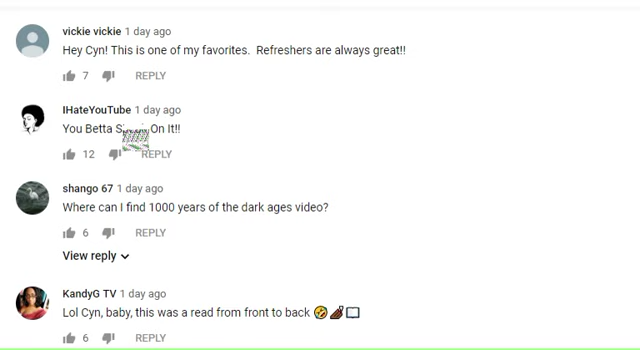 vickie vickie 1 day ago
Hey Cyn! This is one of my favorites. Refreshers are always great!!
7 REPLY
IHateYouTube 1 day ago
You Betta On It!!
12 REPLY
shango 67 1 day ago
Where can I find 1000 years of the dark ages video?
6 REPLY
View reply
KandyG TV 1 day ago
Lol Cyn, baby, this was a read from front to back 🤣💅🏿📖
6 REPLY